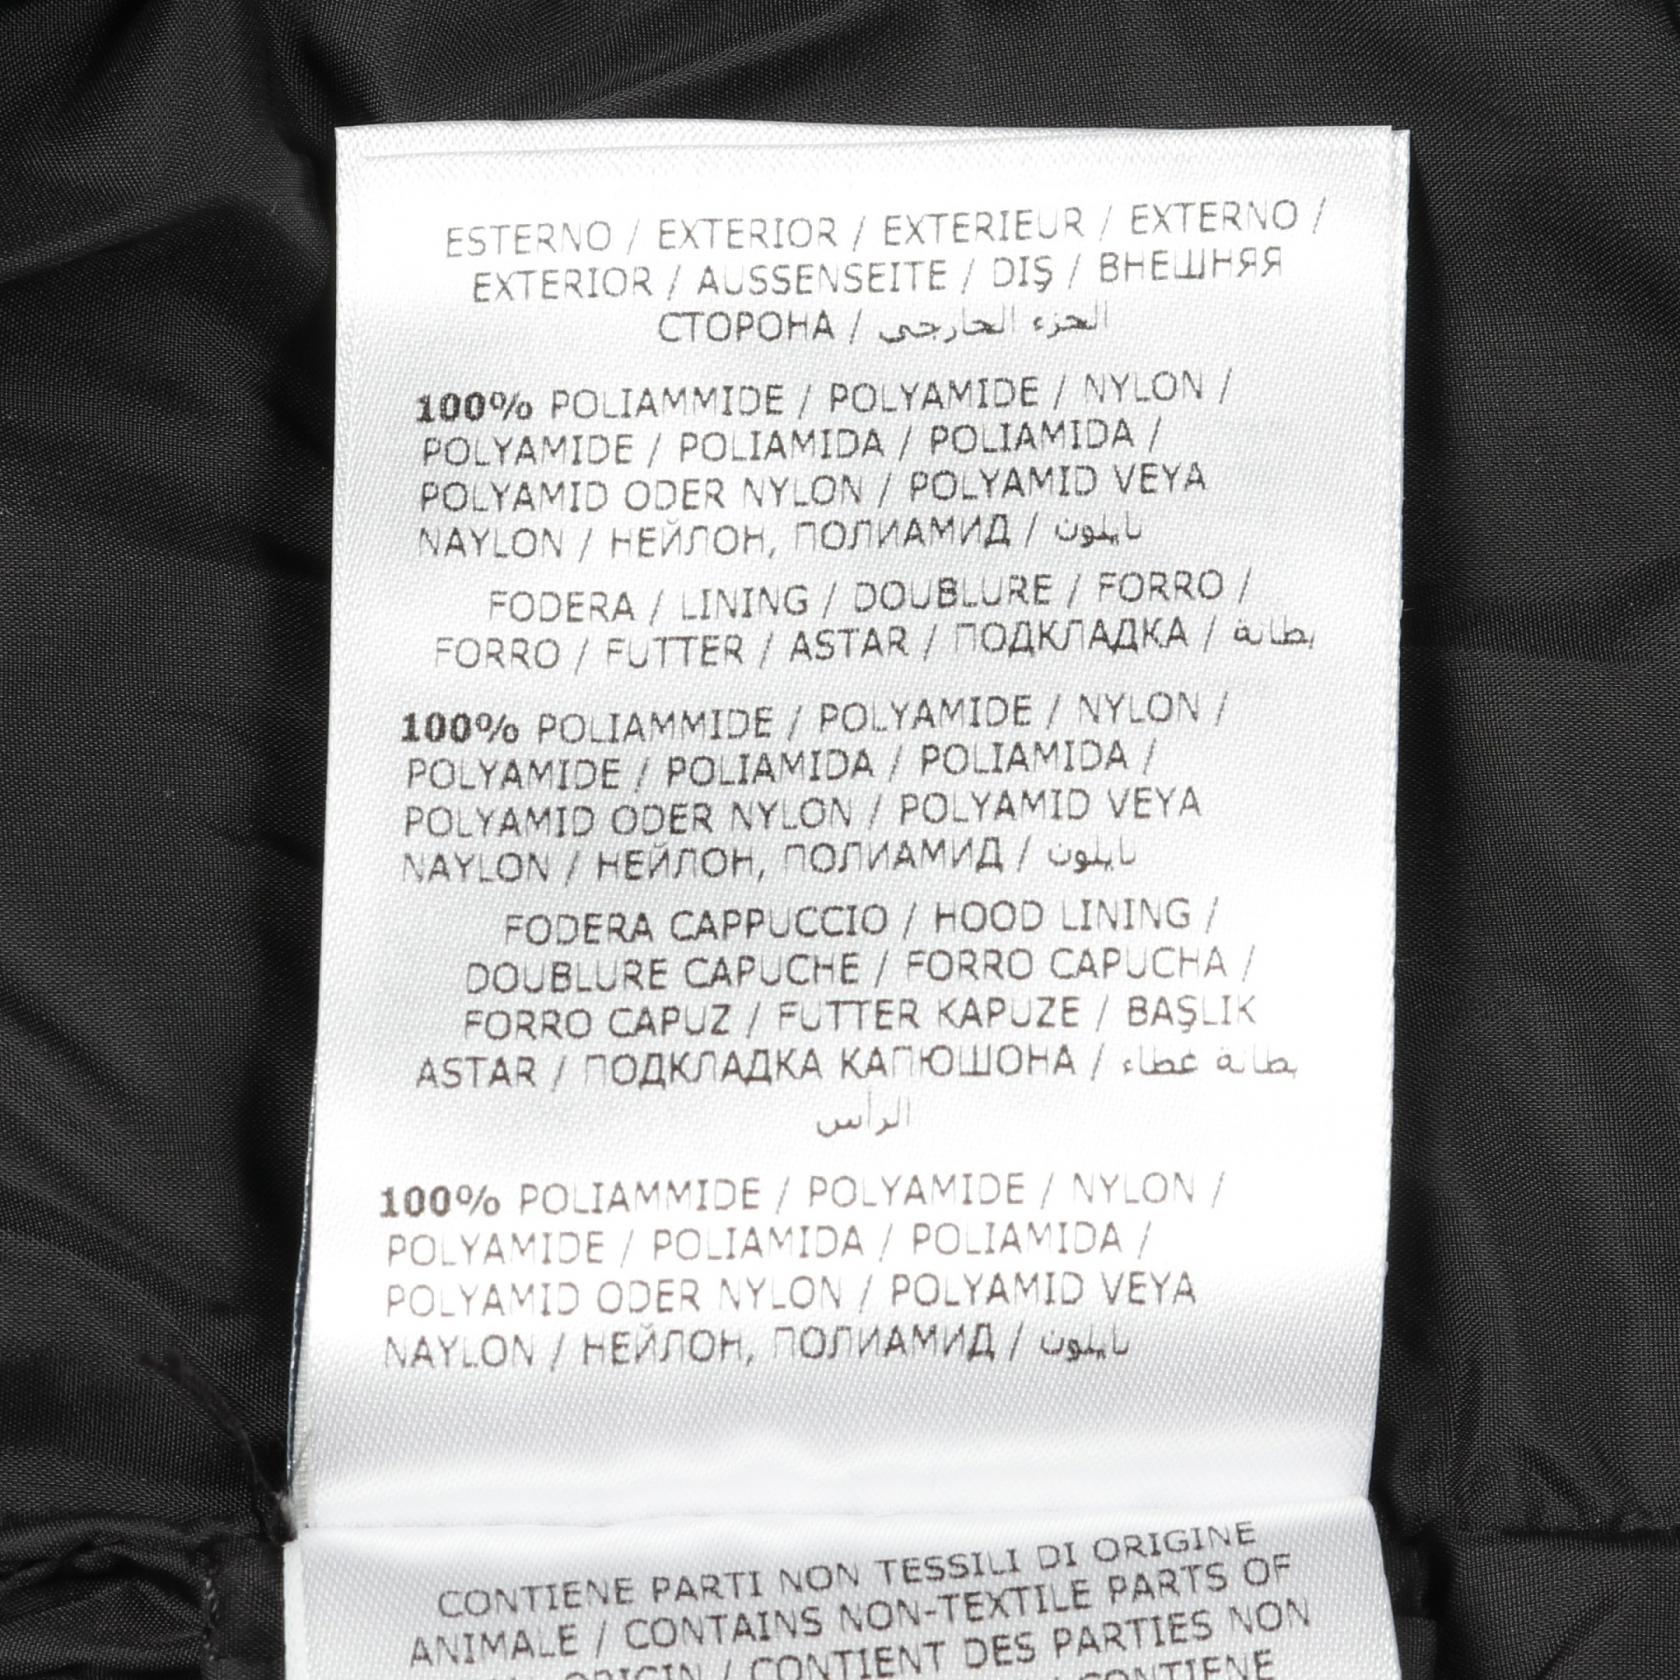 ESTERNO / EXTERIOR / EXTERIEUR / EXTERNO /
EXTERIOR / AUSSENSEITE / DIŞ / ВНЕШНЯЯ
СТОРОНА / الجزء الخارجي
100% POLIAMMIDE / POLYAMIDE / NYLON /
POLYAMIDE / POLIAMIDA / POLIAMIDA /
POLYAMID ODER NYLON / POLYAMID VEYA
NAYLON / НЕЙЛОН, ПОЛИАМИД / نايلون
FODERA / LINING / DOUBLURE / FORRO /
FORRO / FUTTER / ASTAR / ПОДКЛАДКА / بطانة
100% POLIAMMIDE / POLYAMIDE / NYLON /
POLYAMIDE / POLIAMIDA / POLIAMIDA /
POLYAMID ODER NYLON / POLYAMID VEYA
NAYLON / НЕЙЛОН, ПОЛИАМИД / نايلون
FODERA CAPPUCCIO / HOOD LINING /
DOUBLURE CAPUCHE / FORRO CAPUCHA /
FORRO CAPUZ / FUTTER KAPUZE / BAŞLIK
ASTAR / ПОДКЛАДКА КАПЮШОНА / بطانة غطاء
الرأس
100% POLIAMMIDE / POLYAMIDE / NYLON /
POLYAMIDE / POLIAMIDA / POLIAMIDA /
POLYAMID ODER NYLON / POLYAMID VEYA
NAYLON / НЕЙЛОН, ПОЛИАМИД / نايلون
CONTIENE PARTI NON TESSILI DI ORIGINE
ANIMALE / CONTAINS NON-TEXTILE PARTS OF
ORIGIN / CONTIENT DES PARTIES NON
/ CONTIENE